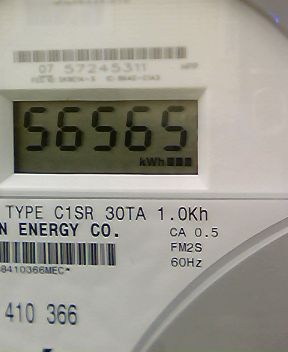 07 57245311
56565
kWh
TYPE C1SR 30TA 1.0Kh
N ENERGY CO.
CA 0.5
FM2S
60Hz
8410366MEC*
410 366